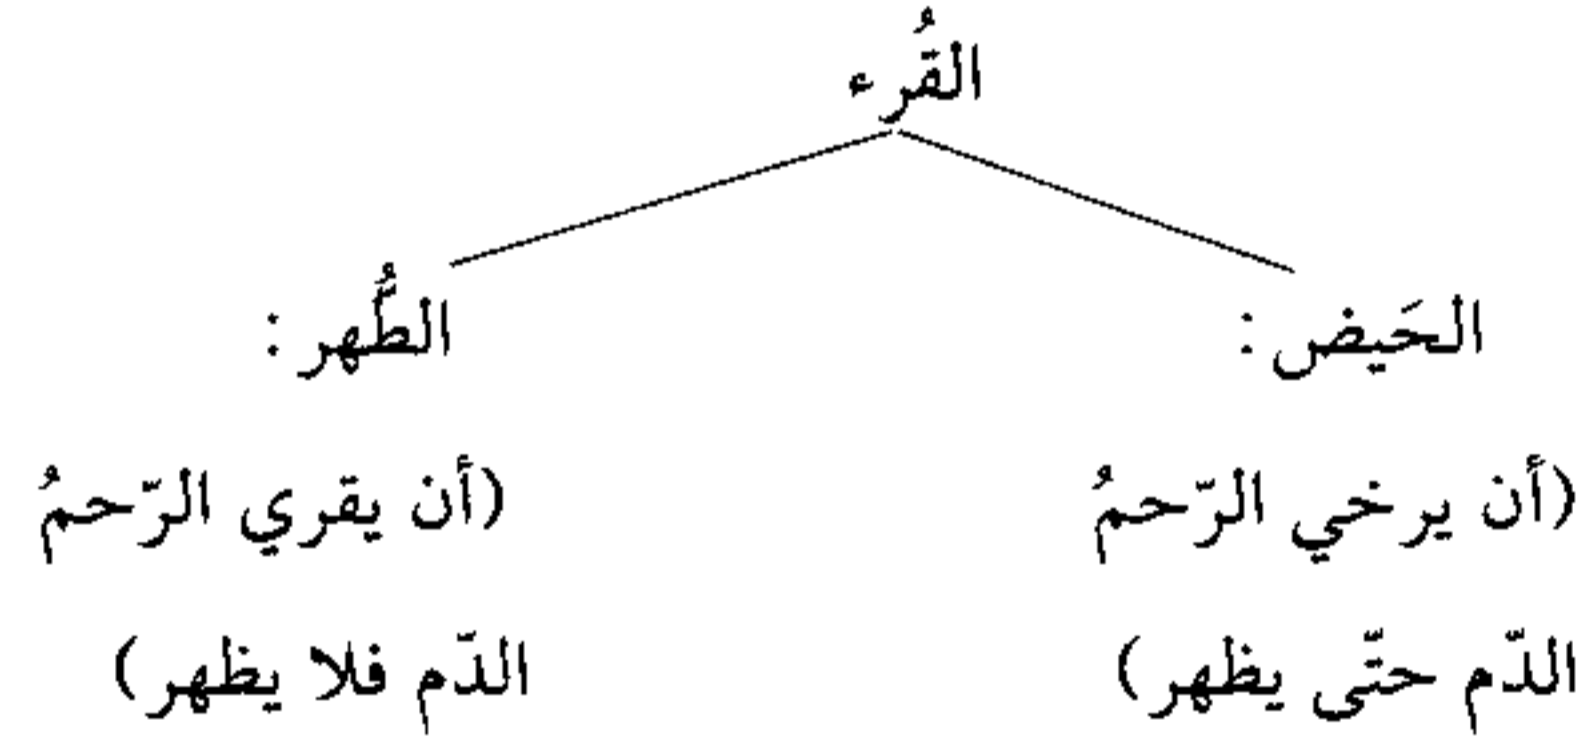 القُرء
الحَيض :
(أن يرخي الرّحمُ
الدّم حتّى يظهر)
الطُّهر :
(أن يقري الرّحمُ
الدّم فلا يظهر)